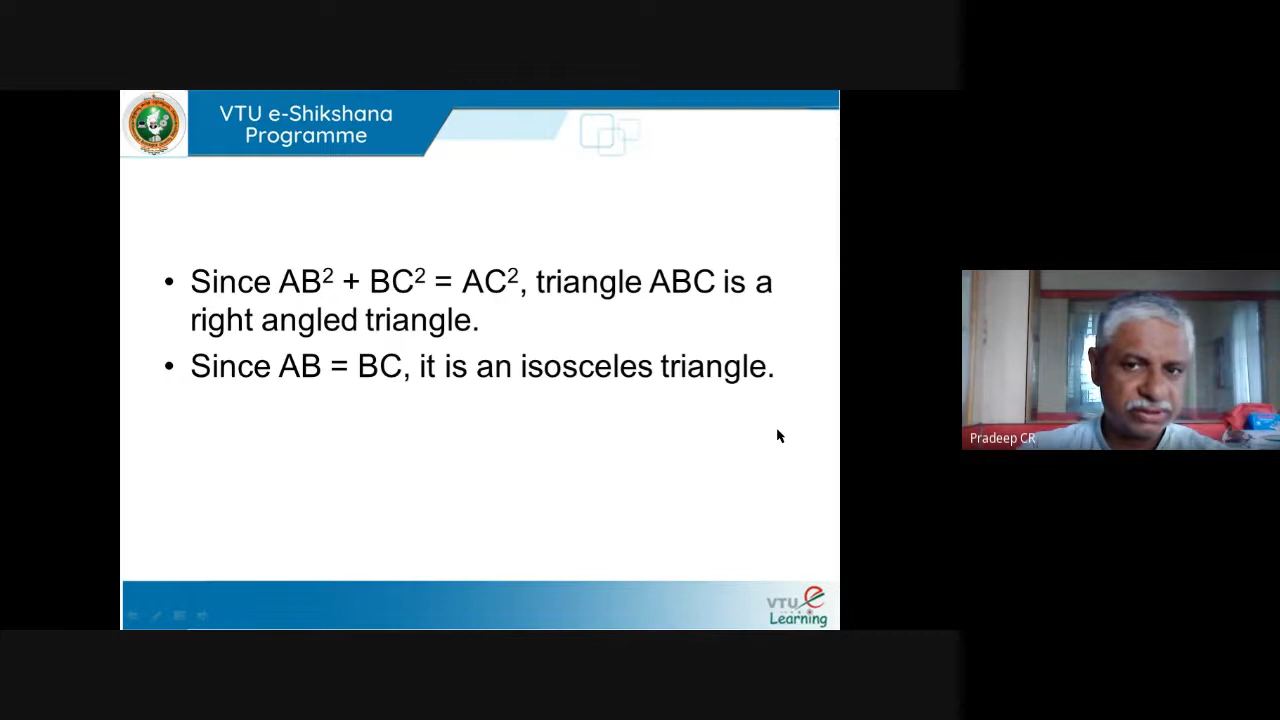 VTU e-Shikshana
Programme
• Since AB² + BC² = AC², triangle ABC is a
right angled triangle.
• Since AB = BC, it is an isosceles triangle.
Pradeep CR
VTU e
Learning